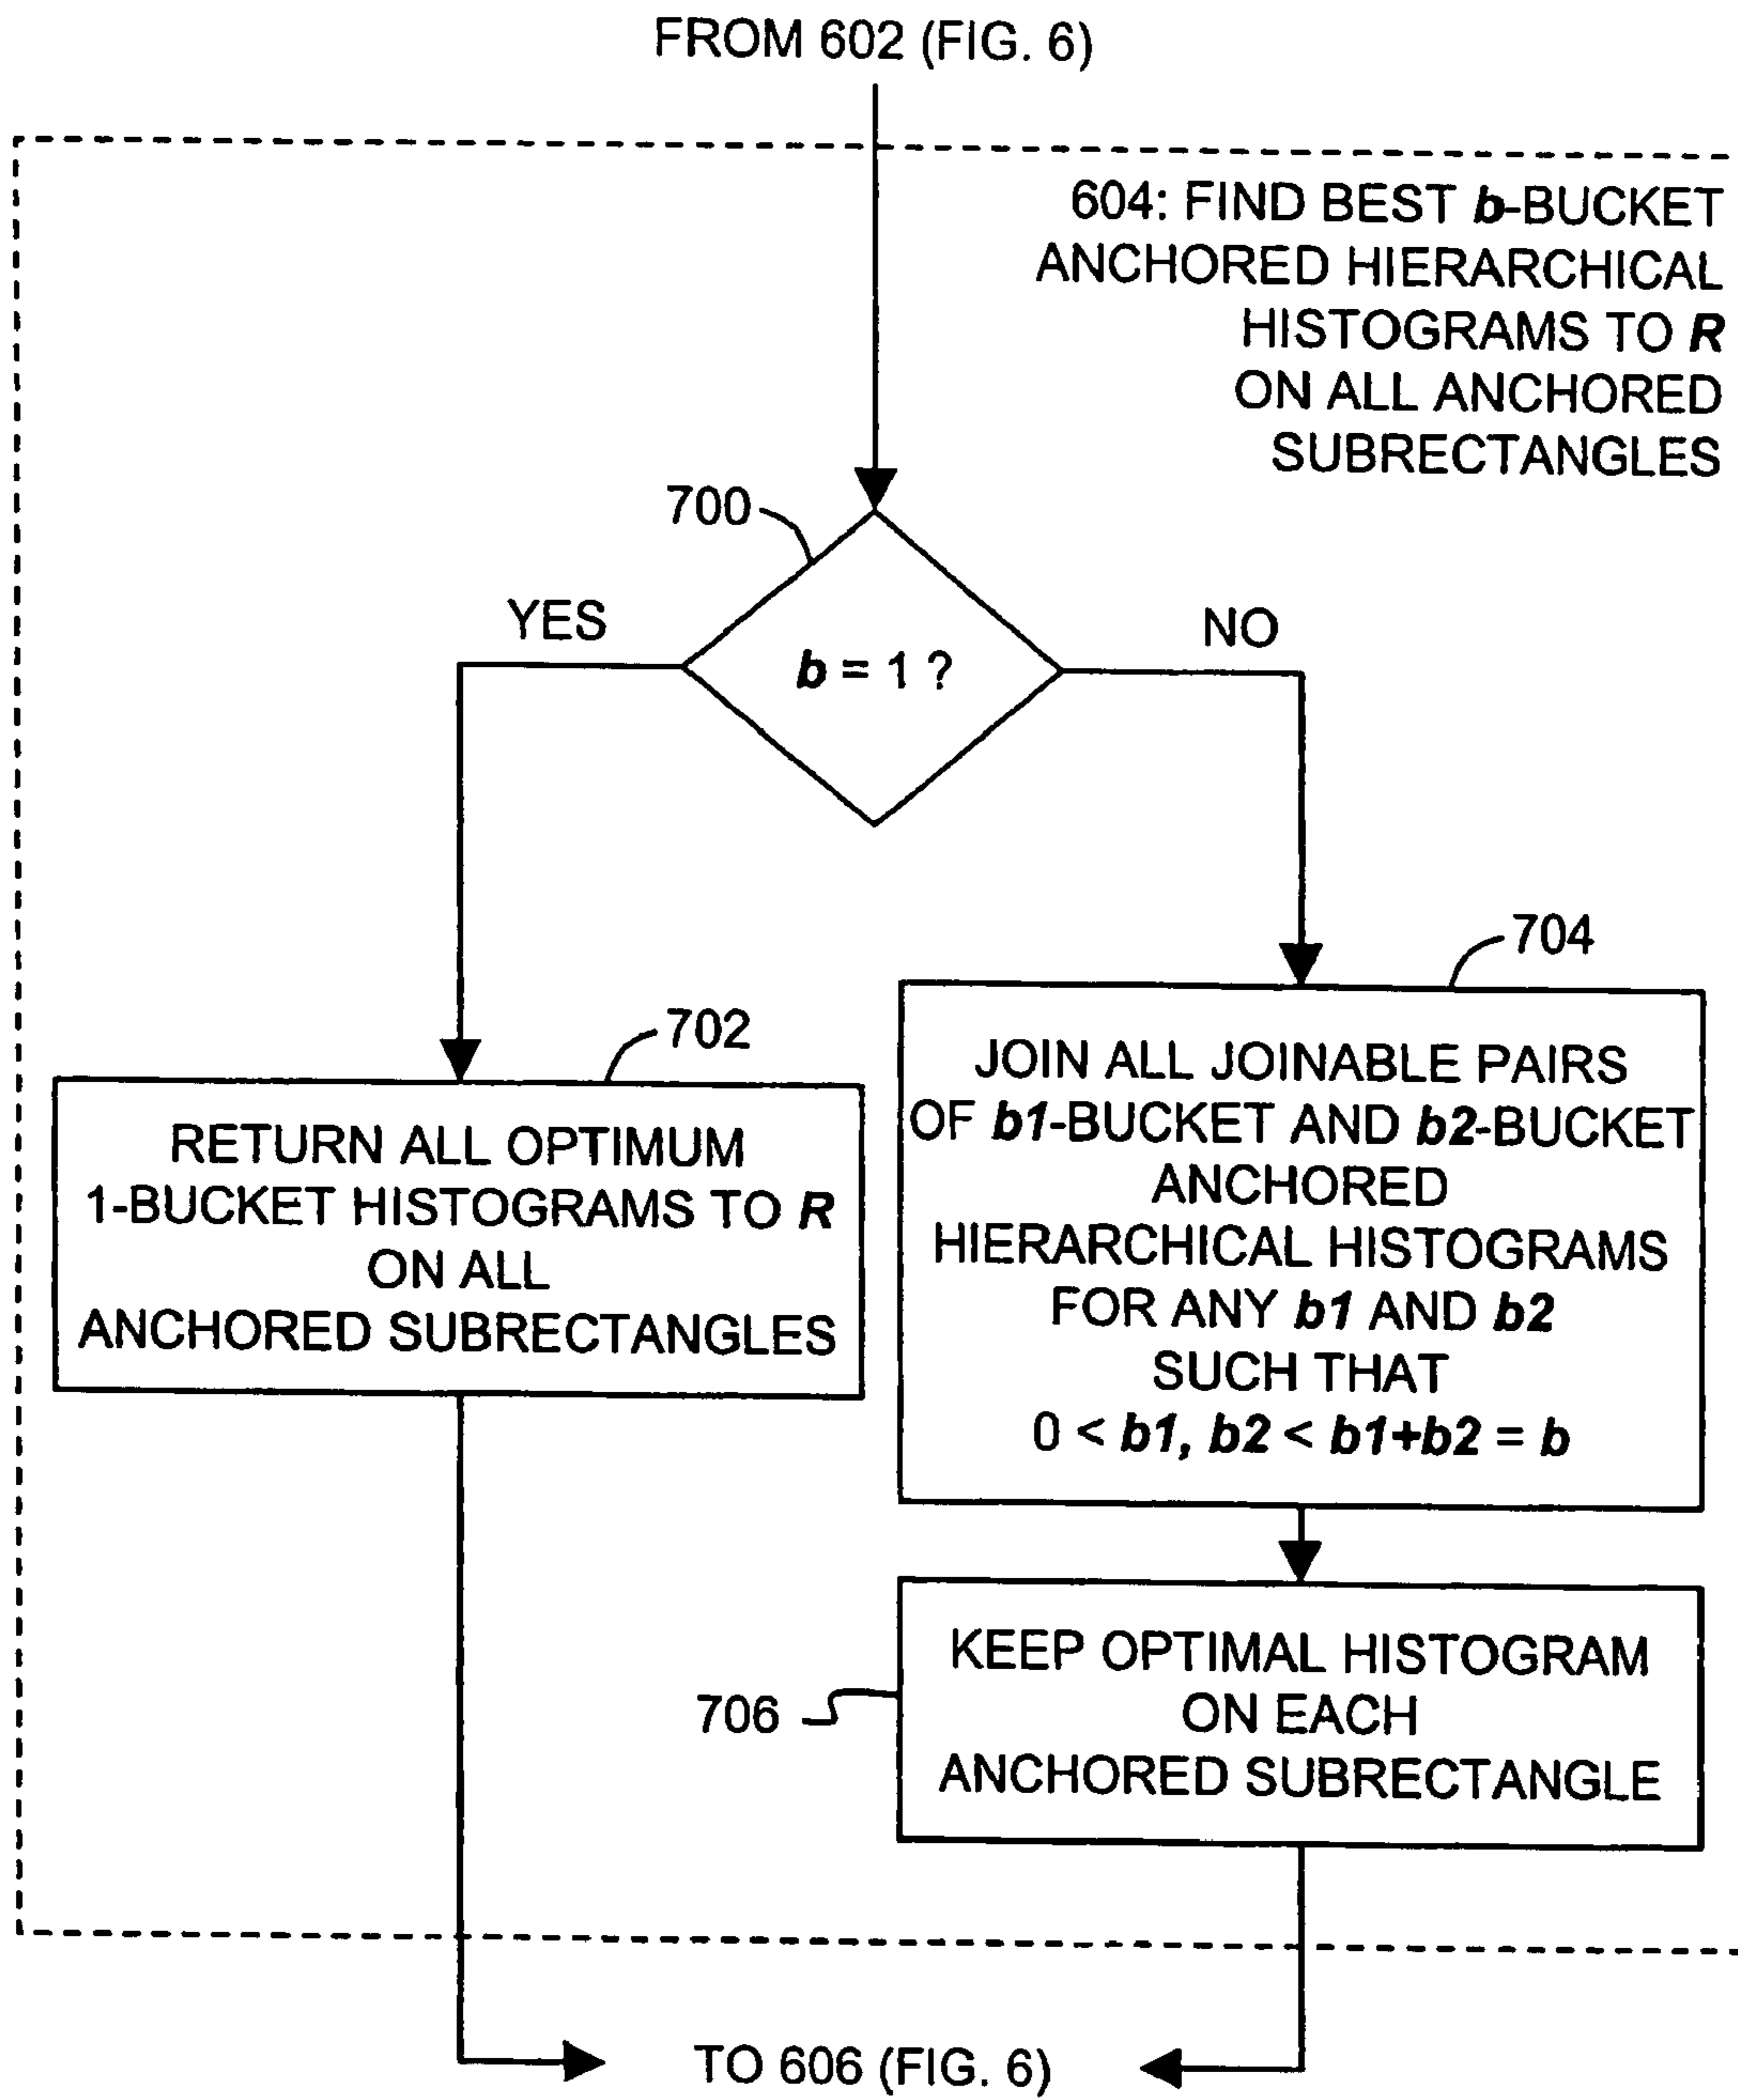 FROM 602 (FIG. 6)
604: FIND BEST b-BUCKET
ANCHORED HIERARCHICAL
HISTOGRAMS TO R
ON ALL ANCHORED
SUBRECTANGLES
700
YES
NO
b = 1 ?
704
702
JOIN ALL JOINABLE PAIRS
OF b1-BUCKET AND b2-BUCKET
ANCHORED
HIERARCHICAL HISTOGRAMS
FOR ANY b1 AND b2
SUCH THAT
0 < b1, b2 < b1+b2 = b
RETURN ALL OPTIMUM
1-BUCKET HISTOGRAMS TO R
ON ALL
ANCHORED SUBRECTANGLES
706
KEEP OPTIMAL HISTOGRAM
ON EACH
ANCHORED SUBRECTANGLE
TO 606 (FIG. 6)